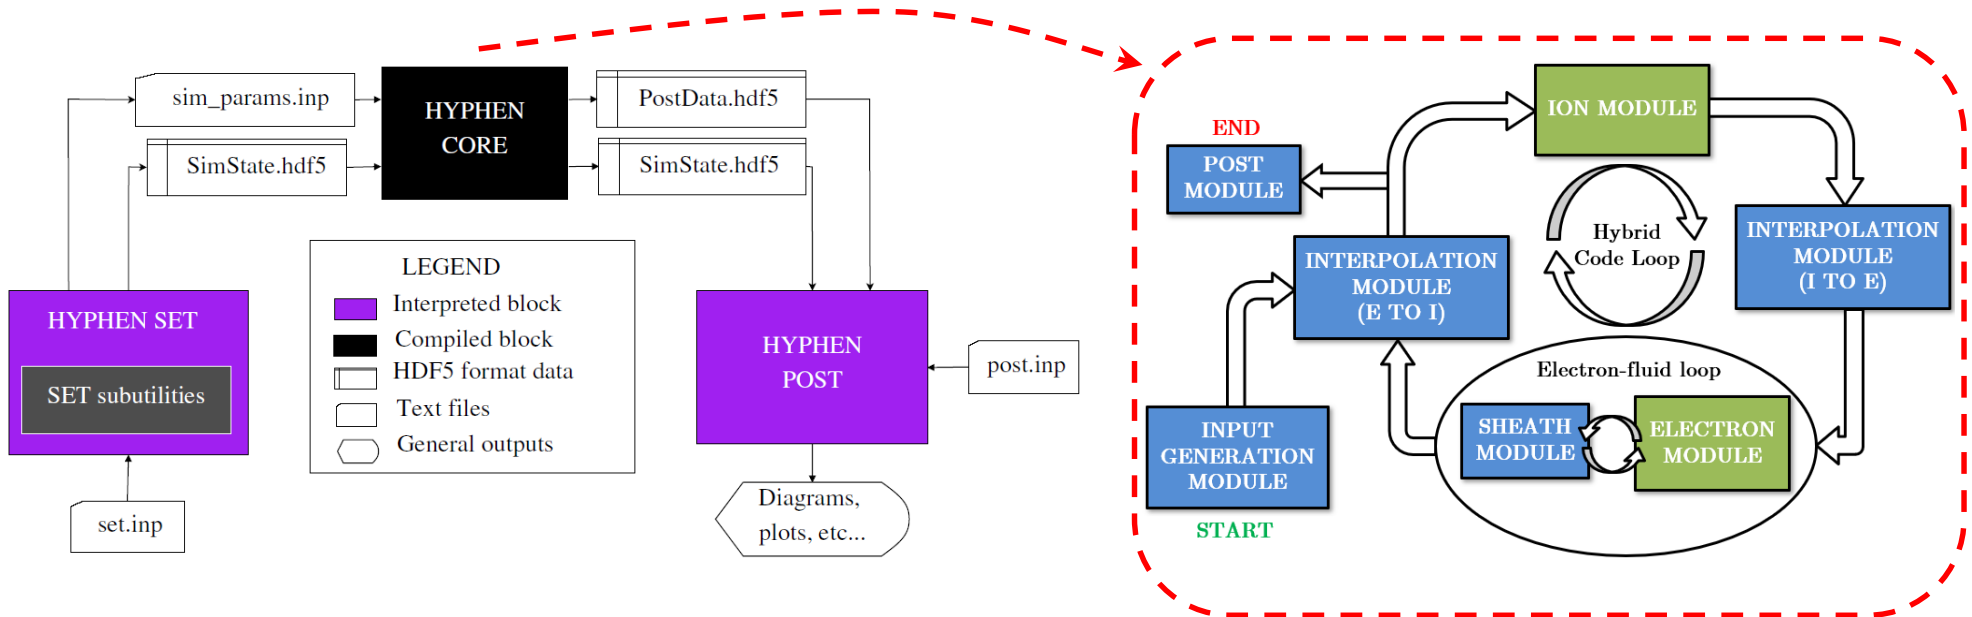 sim_params.inp
SimState.hdf5
HYPHEN
CORE
PostData.hdf5
SimState.hdf5
HYPHEN SET
SET subutilities
set.inp
LEGEND
Interpreted block
Compiled block
HDF5 format data
Text files
General outputs
HYPHEN
POST
post.inp
Diagrams,
plots, etc...
END
POST
MODULE
ION MODULE
INTERPOLATION
MODULE
(E TO I)
Hybrid
Code Loop
INTERPOLATION
MODULE
(I TO E)
Electron-fluid loop
SHEATH
MODULE
ELECTRON
MODULE
INPUT
GENERATION
MODULE
START